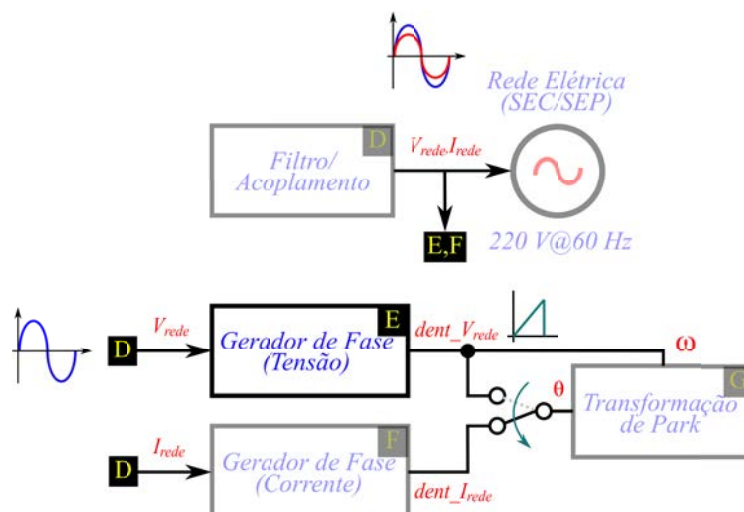 Rede Elétrica
(SEC/SEP)
D
Filtro/
Acoplamento
V_rede, I_rede
E,F
220 V@60 Hz
V_rede
D
E
Gerador de Fase
(Tensão)
dent_V_rede
ω
θ
G
Transformação
de Park
I_rede
D
F
Gerador de Fase
(Corrente)
dent_I_rede